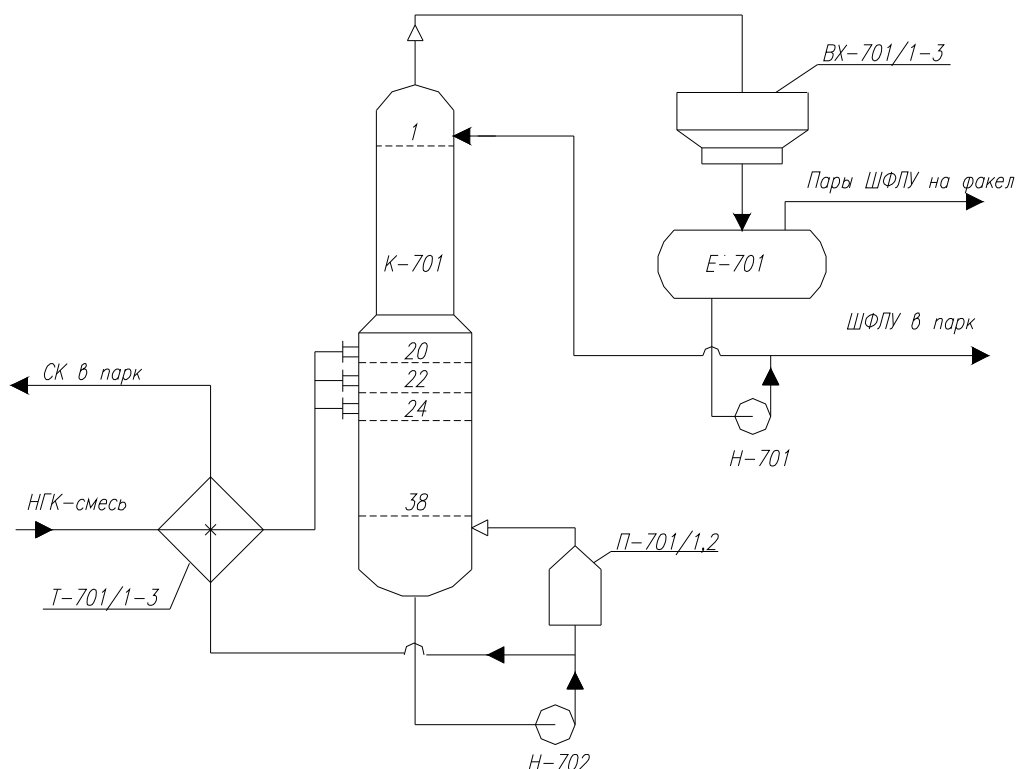 ВХ-701/1-3
1
Пары ШФЛУ на факел
К-701
Е-701
ШФЛУ в парк
20
СК в парк
22
24
Н-701
НГК-смесь
38
П-701/1,2
Т-701/1-3
Н-702